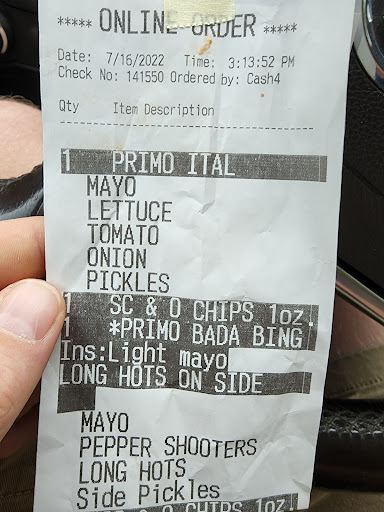 ***** ONLINE ORDER *****
Date: 7/16/2022 Time: 3:13:52 PM
Check No: 141550 Ordered by: Cash4
Qty Item Description
1 PRIMO ITAL
MAYO
LETTUCE
TOMATO
ONION
PICKLES
1 SC & O CHIPS 1oz.
1 *PRIMO BADA BING
Ins:Light mayo
LONG HOTS ON SIDE
MAYO
PEPPER SHOOTERS
LONG HOTS
Side Pickles
O CHIPS 1oz